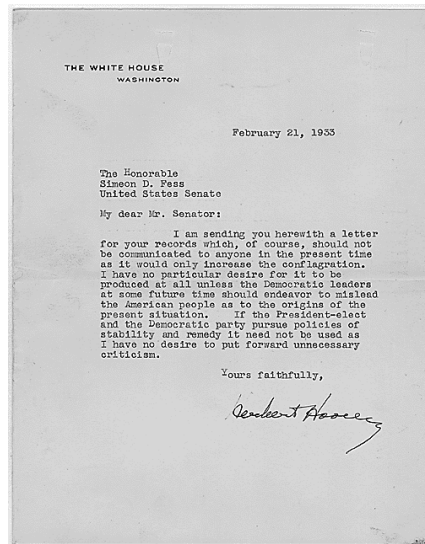 THE WHITE HOUSE
WASHINGTON
February 21, 1933
The Honorable
Simeon D. Fess
United States Senate
My dear Mr. Senator:
I am sending you herewith a letter
for your records which, of course, should not
be communicated to anyone in the present time
as it would only increase the conflagration.
I have no particular desire for it to be
produced at all unless the Democratic leaders
at some future time should endeavor to mislead
the American people as to the origins of the
present situation. If the President-elect
and the Democratic party pursue policies of
stability and remedy it need not be used as
I have no desire to put forward unnecessary
criticism.
Yours faithfully,
Herbert Hoover